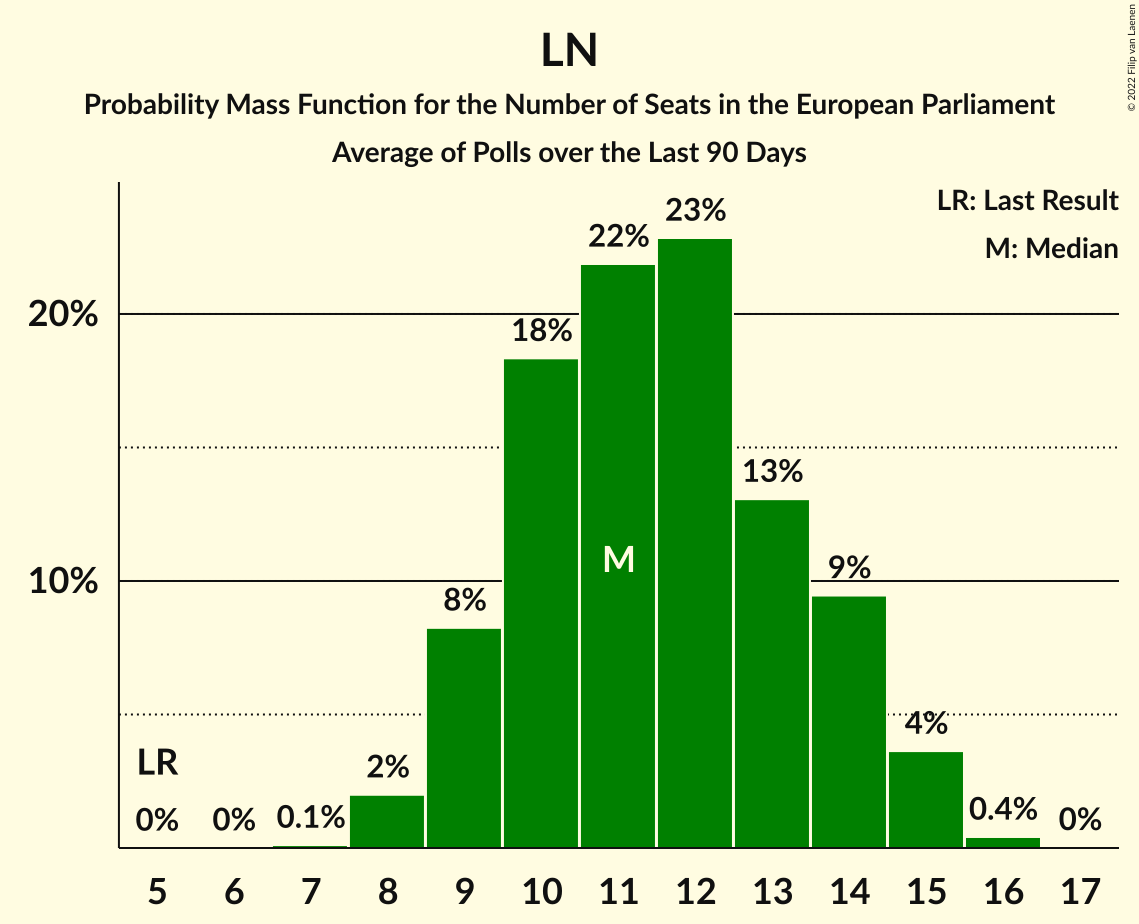 LN
Probability Mass Function for the Number of Seats in the European Parliament
Average of Polls over the Last 90 Days
© 2022 Filip van Laenen
LR: Last Result
M: Median
20%
10%
0% 0% 0.1% 2% 8% 18% 22% 23% 13% 9% 4% 0.4% 0%
LR
M
5 6 7 8 9 10 11 12 13 14 15 16 17